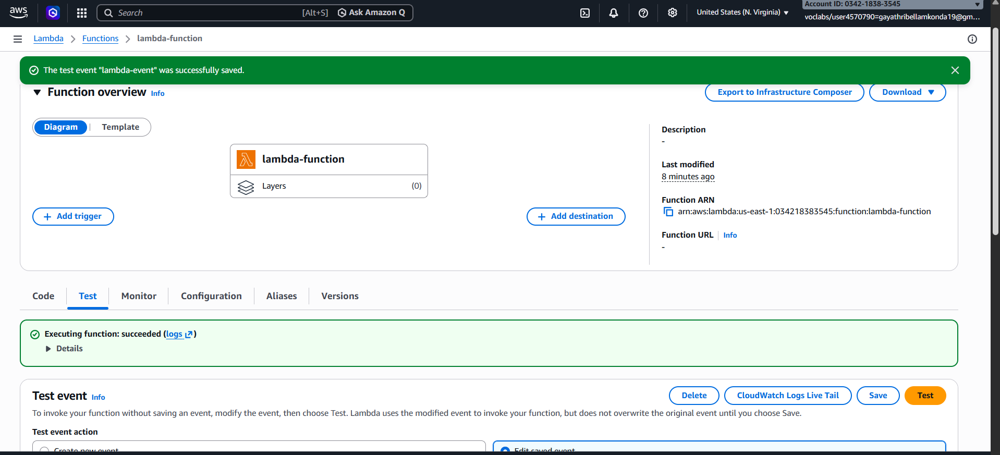 aws
Search [Alt+S] Ask Amazon Q
United States (N. Virginia)
Account ID: 0342-1838-3545
voclabs/user4570790=gayathribellamkonda19@gm...
Lambda Functions lambda-function
The test event "lambda-event" was successfully saved.
Function overview Info
Export to Infrastructure Composer
Download
Diagram
Template
lambda-function
Layers (0)
Add trigger
Add destination
Description
-
Last modified
8 minutes ago
Function ARN
arn:aws:lambda:us-east-1:034218383545:function:lambda-function
Function URL Info
-
Code Test Monitor Configuration Aliases Versions
Executing function: succeeded (logs)
Details
Test event Info
Delete
CloudWatch Logs Live Tail
Save
Test
To invoke your function without saving an event, modify the event, then choose Test. Lambda uses the modified event to invoke your function, but does not overwrite the original event until you choose Save.
Test event action
Create new event
Edit saved event